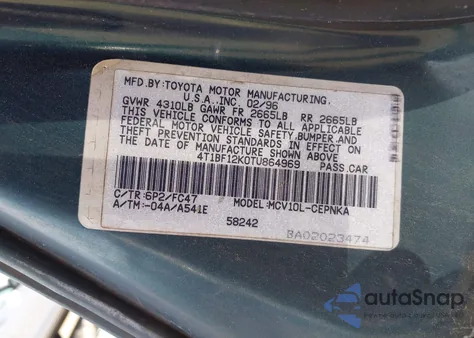 MFD.BY:TOYOTA MOTOR MANUFACTURING,
U.S.A.,INC. 02/96
GVWR 4310LB GAWR FR 2665LB RR 2665LB
THIS VEHICLE CONFORMS TO ALL APPLICABLE
FEDERAL MOTOR VEHICLE SAFETY,BUMPER,AND
THEFT PREVENTION STANDARDS IN EFFECT ON
THE DATE OF MANUFACTURE SHOWN ABOVE.
4T1BF12K0TU864969 PASS.CAR
C/TR:6P2/FC47 MODEL:MCV10L-CEPNKA
A/TM:-04A/A541E
58242
BA02023474
autoSnap